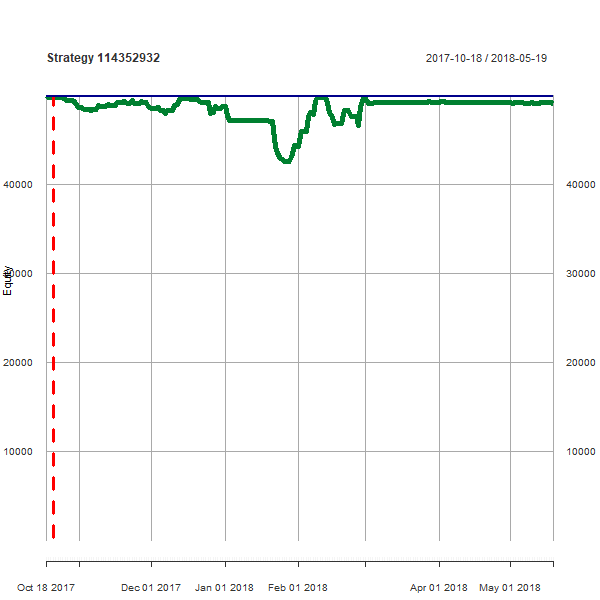 Strategy 114352932
2017-10-18 / 2018-05-19
40000
40000
Equity
30000
30000
20000
20000
10000
10000
Oct 18 2017
Dec 01 2017
Jan 01 2018
Feb 01 2018
Apr 01 2018
May 01 2018